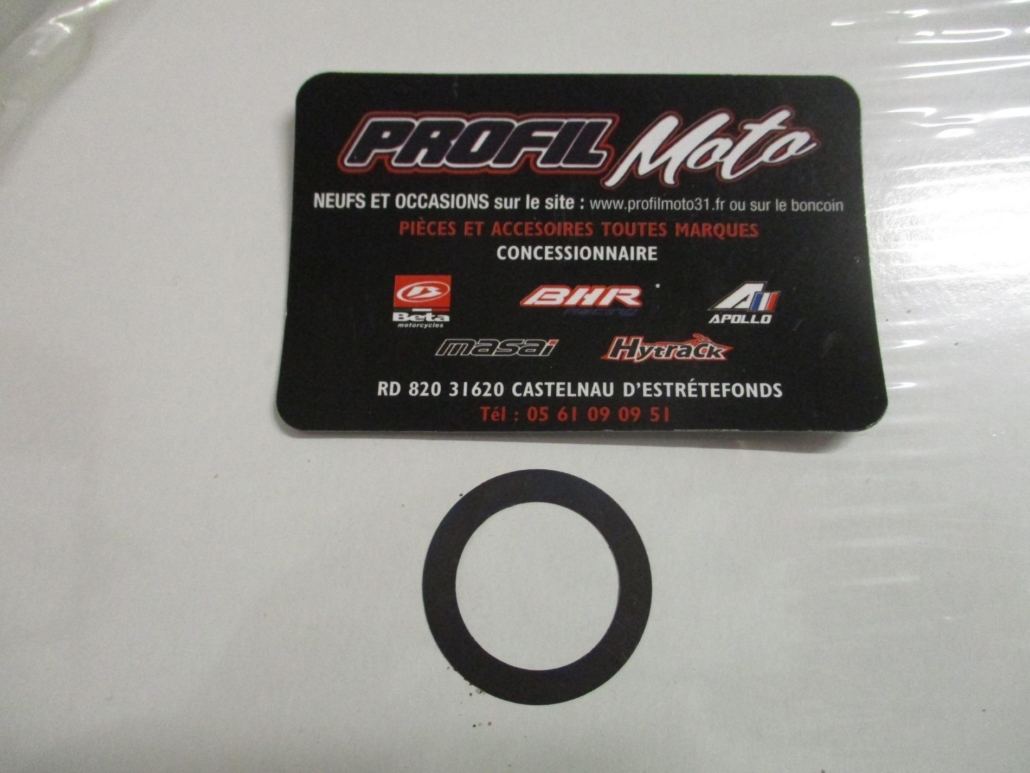 PROFIL Moto
NEUFS ET OCCASIONS sur le site : www.profilmoto31.fr ou sur le boncoin
PIÈCES ET ACCESOIRES TOUTES MARQUES
CONCESSIONNAIRE
Beta
motorcycles
BHR
Racing
APOLLO
masai
Hytrack
RD 820 31620 CASTELNAU D'ESTRÉTEFONDS
Tél : 05 61 09 09 51